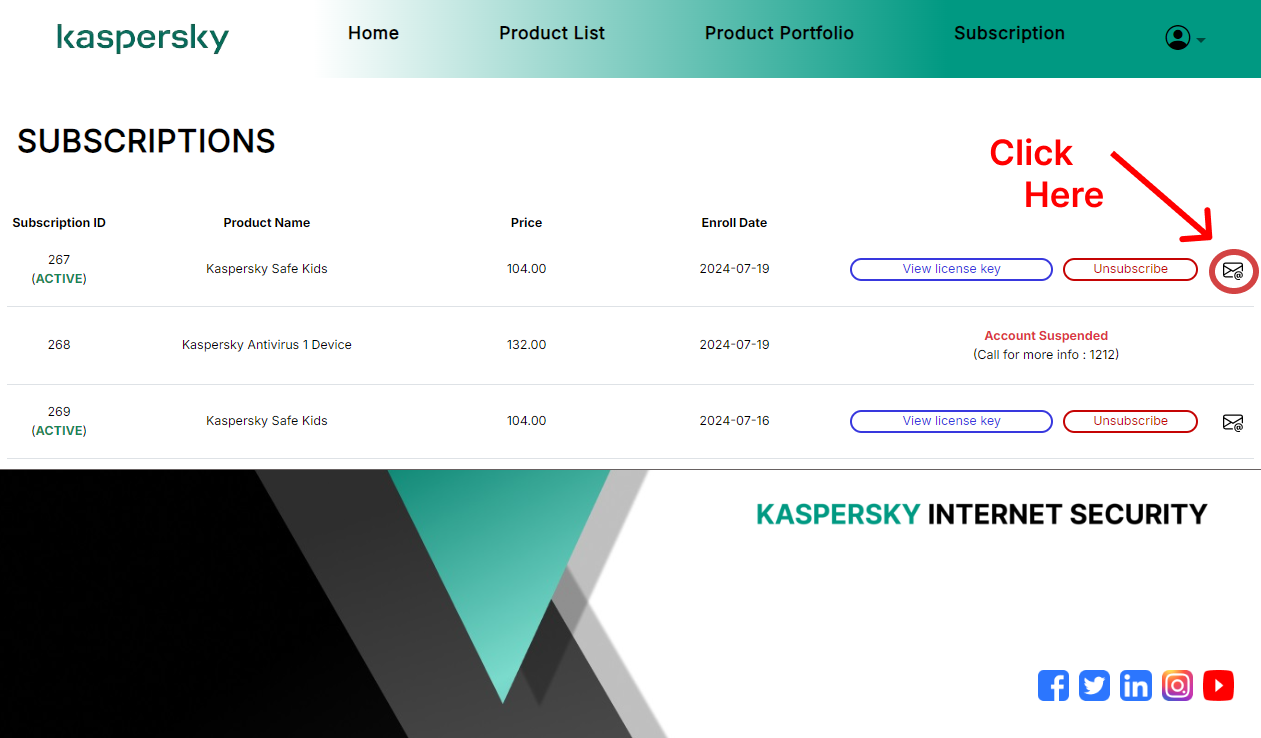 kaspersky
Home
Product List
Product Portfolio
Subscription
SUBSCRIPTIONS
Click
Here
Subscription ID
Product Name
Price
Enroll Date
267
(ACTIVE)
Kaspersky Safe Kids
104.00
2024-07-19
View license key
Unsubscribe
268
Kaspersky Antivirus 1 Device
132.00
2024-07-19
Account Suspended
(Call for more info : 1212)
269
(ACTIVE)
Kaspersky Safe Kids
104.00
2024-07-16
View license key
Unsubscribe
KASPERSKY INTERNET SECURITY